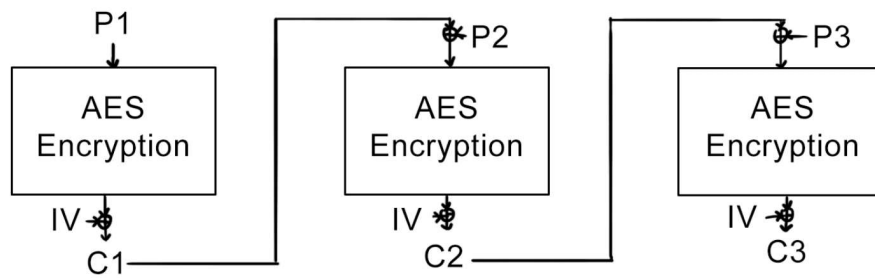 P1
P2
P3
AES
Encryption
AES
Encryption
AES
Encryption
IV
IV
IV
C1
C2
C3